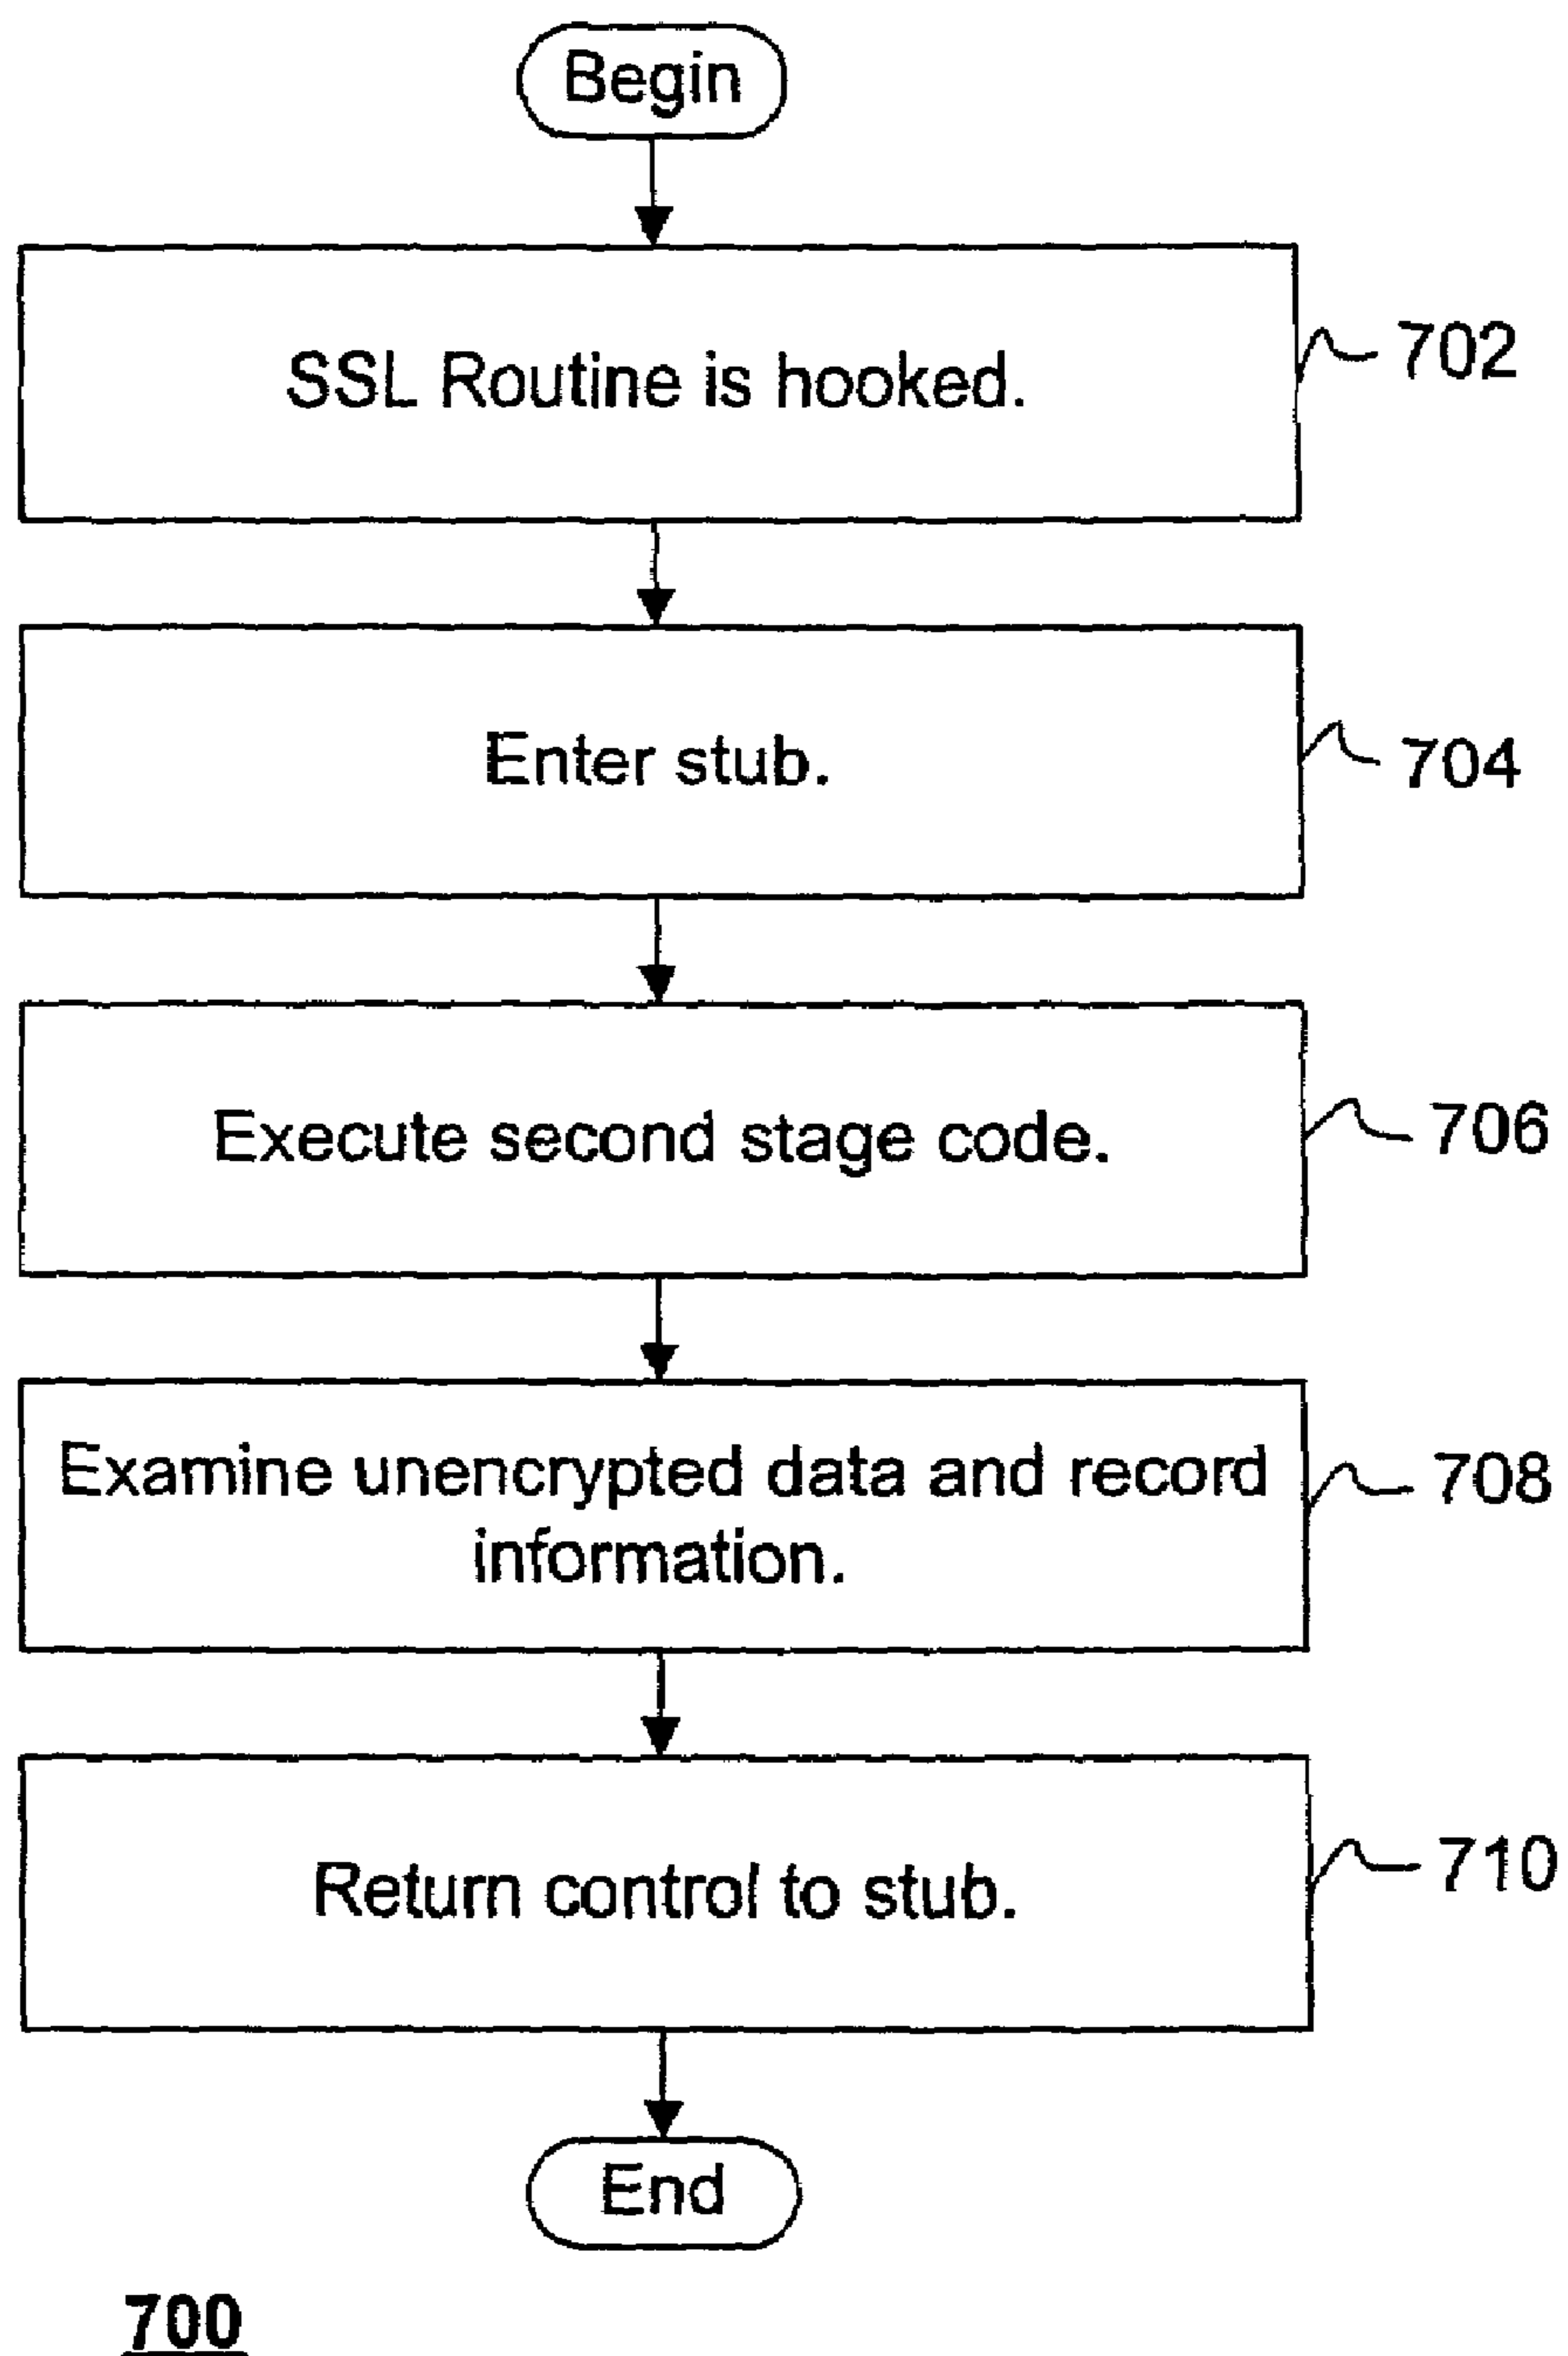 Begin
SSL Routine is hooked.
702
Enter stub.
704
Execute second stage code.
706
Examine unencrypted data and record
information.
708
Return control to stub.
710
End
700